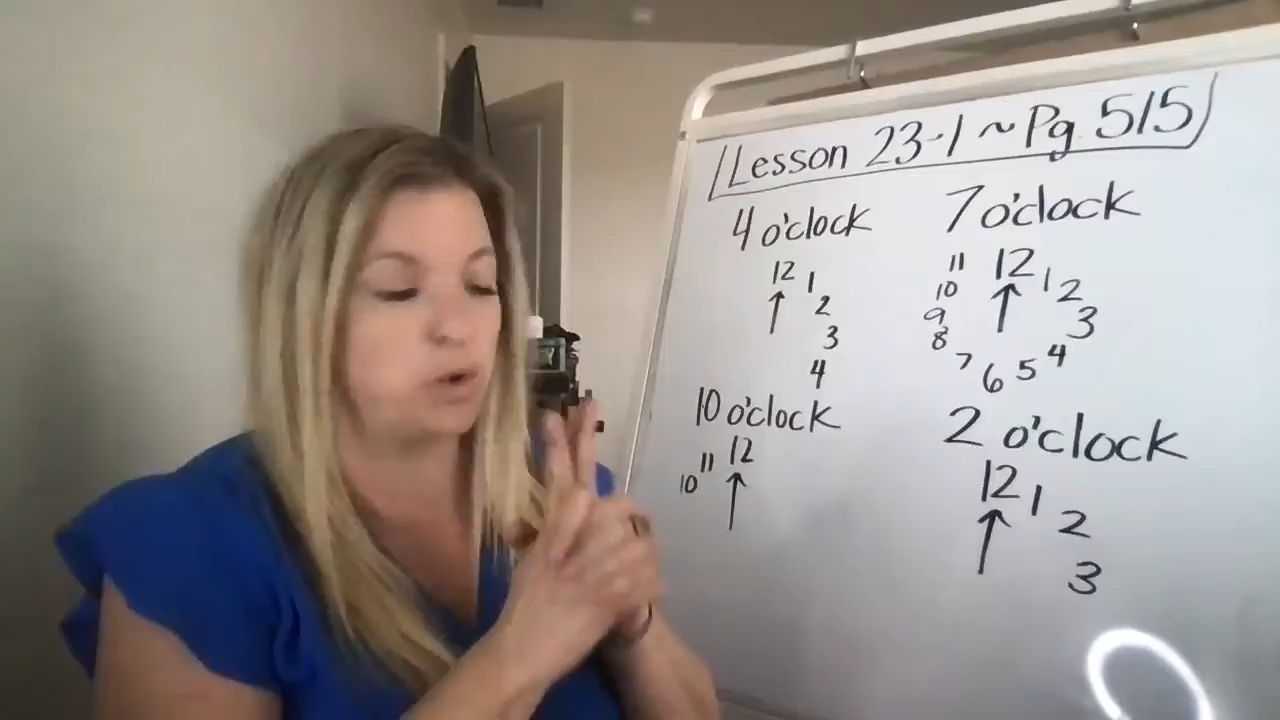 Lesson 23-1 ~ Pg 515
4 o'clock
12 1
2
3
4
7 o'clock
11 12 1 2
10
9 3
8
7 6 5 4
10 o'clock
10 11 12
2 o'clock
12 1 2
3